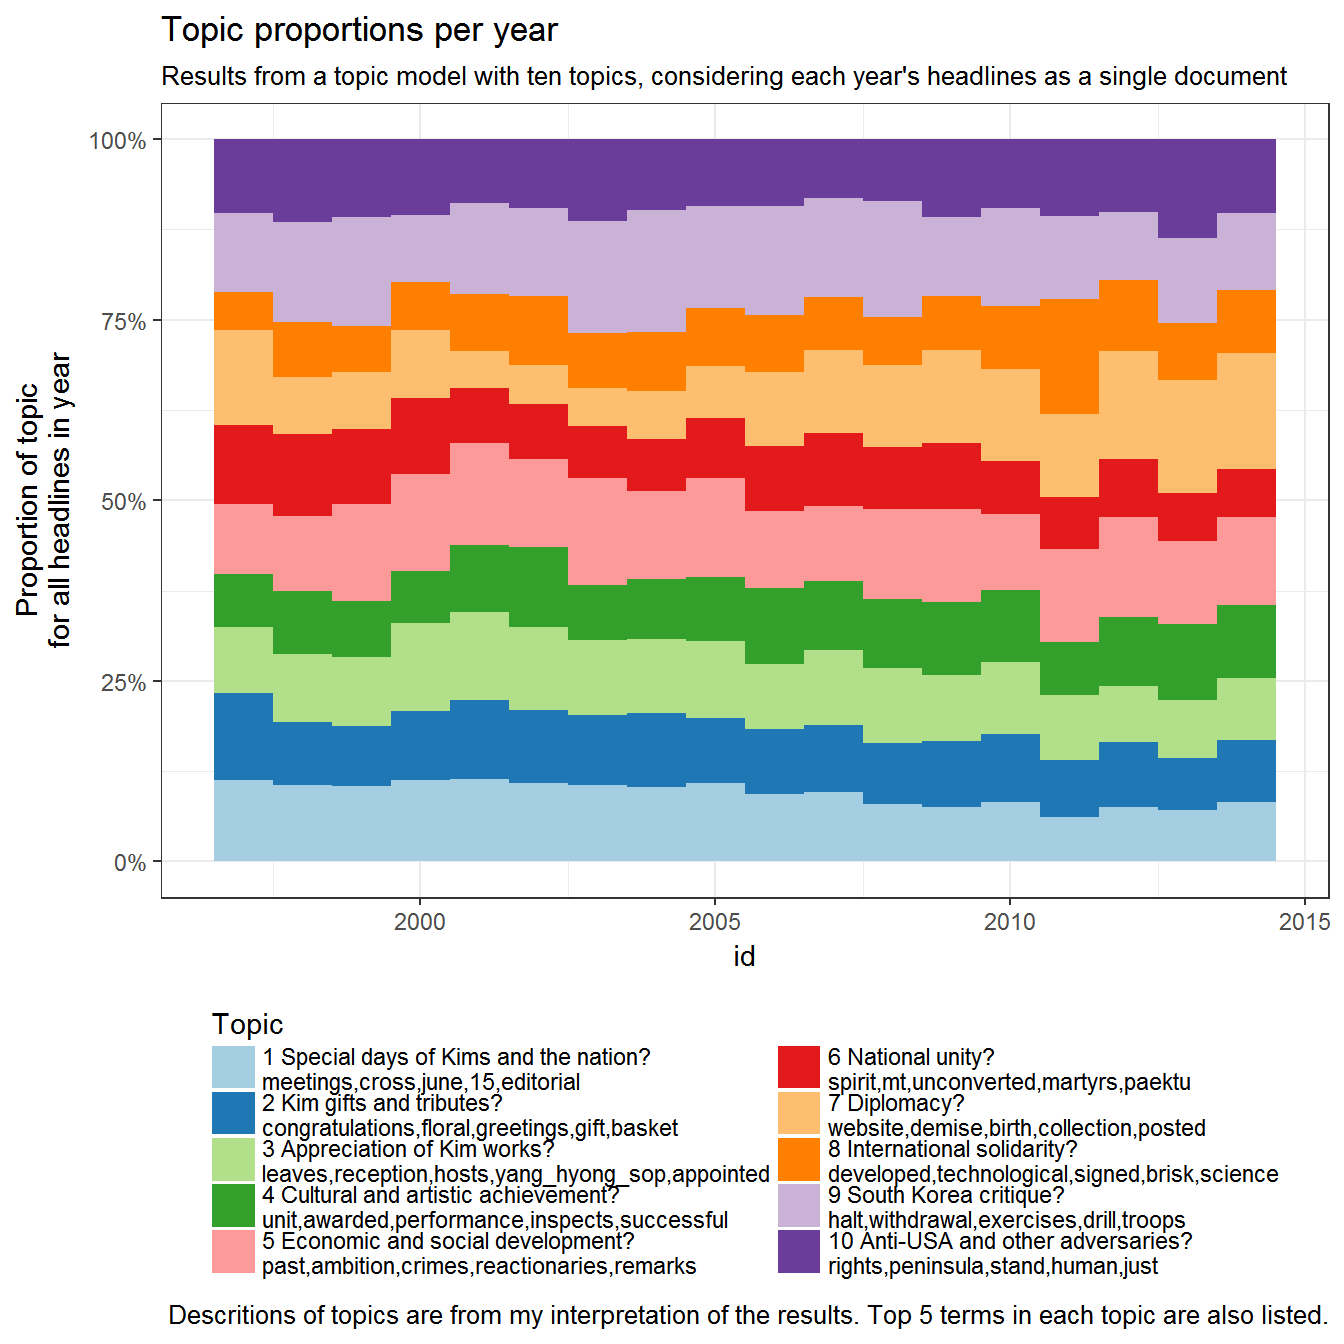 Topic proportions per year
Results from a topic model with ten topics, considering each year's headlines as a single document
100%
75%
50%
25%
0%
Proportion of topic
for all headlines in year
2000
2005
2010
2015
id
Topic
1 Special days of Kims and the nation?
meetings,cross,june,15,editorial
2 Kim gifts and tributes?
congratulations,floral,greetings,gift,basket
3 Appreciation of Kim works?
leaves,reception,hosts,yang_hyong_sop,appointed
4 Cultural and artistic achievement?
unit,awarded,performance,inspects,successful
5 Economic and social development?
past,ambition,crimes,reactionaries,remarks
6 National unity?
spirit,mt,unconverted,martyrs,paektu
7 Diplomacy?
website,demise,birth,collection,posted
8 International solidarity?
developed,technological,signed,brisk,science
9 South Korea critique?
halt,withdrawal,exercises,drill,troops
10 Anti-USA and other adversaries?
rights,peninsula,stand,human,just
Descritions of topics are from my interpretation of the results. Top 5 terms in each topic are also listed.